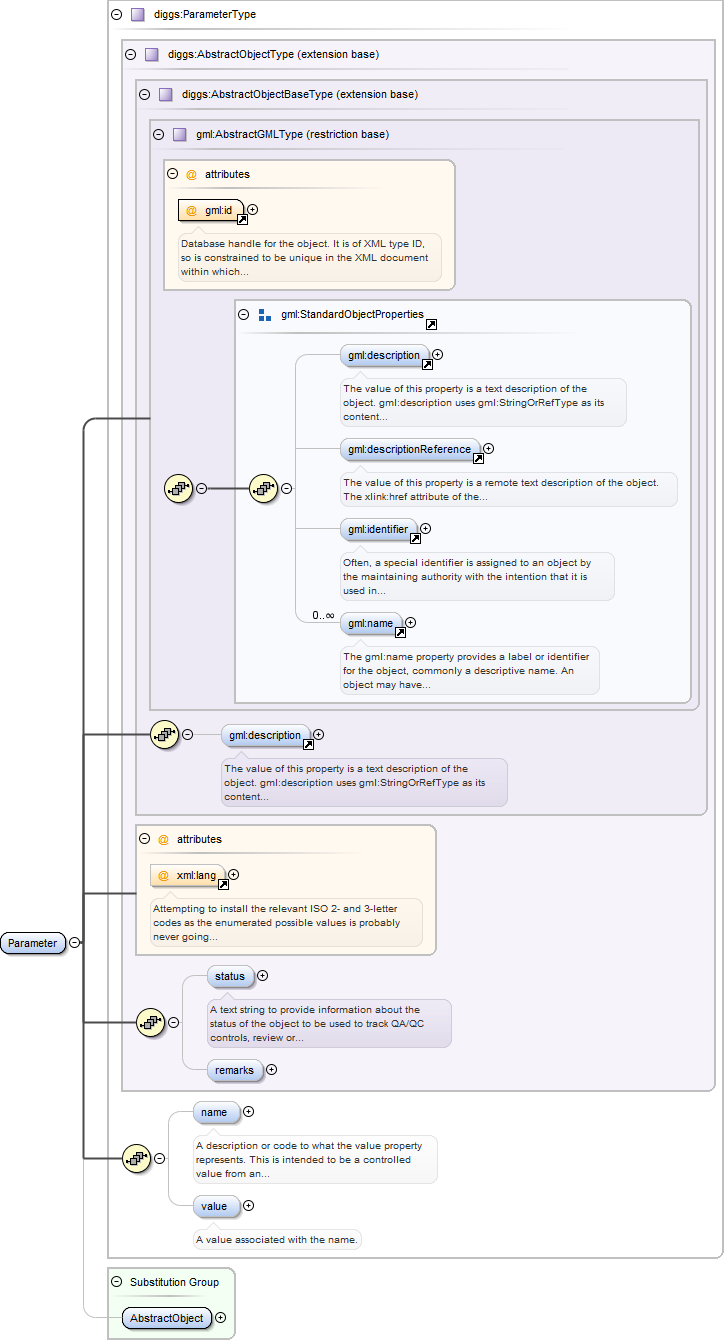 diggs:ParameterType
diggs:AbstractObjectType (extension base)
diggs:AbstractObjectBaseType (extension base)
gml:AbstractGMLType (restriction base)
@ attributes
@ gml:id
Database handle for the object. It is of XML type ID,
so is constrained to be unique in the XML document
within which...
gml:StandardObjectProperties
gml:description
The value of this property is a text description of the
object. gml:description uses gml:StringOrRefType as its
content...
gml:descriptionReference
The value of this property is a remote text description of the object.
The xlink:href attribute of the...
gml:identifier
Often, a special identifier is assigned to an object by
the maintaining authority with the intention that it is
used in...
0..∞
gml:name
The gml:name property provides a label or identifier
for the object, commonly a descriptive name. An
object may have...
gml:description
The value of this property is a text description of the
object. gml:description uses gml:StringOrRefType as its
content...
@ attributes
@ xml:lang
Attempting to install the relevant ISO 2- and 3-letter
codes as the enumerated possible values is probably
never going...
Parameter
status
A text string to provide information about the
status of the object to be used to track QA/QC
controls, review or...
remarks
name
A description or code to what the value property
represents. This is intended to be a controlled
value from an...
value
A value associated with the name.
Substitution Group
AbstractObject